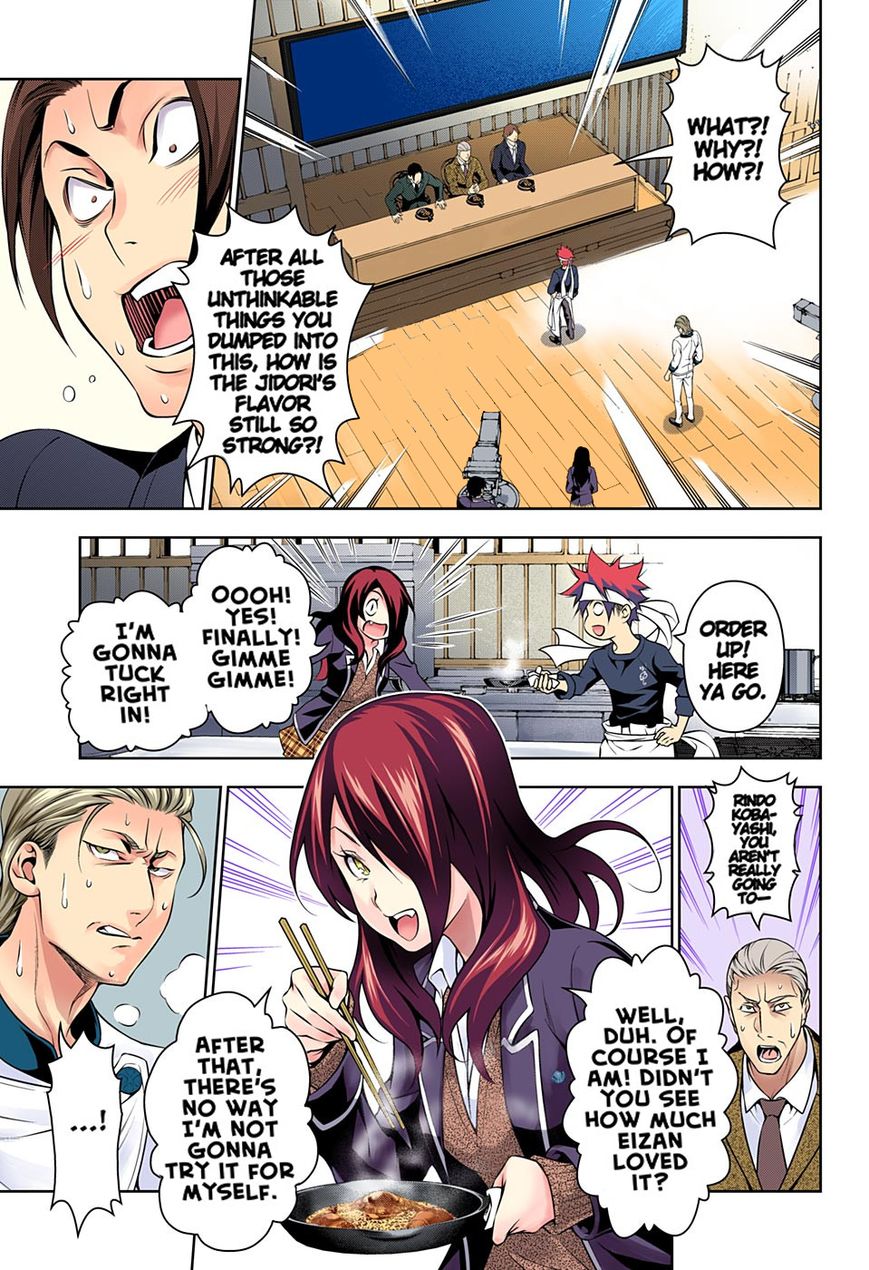 WHAT?!
WHY?!
HOW?!
AFTER ALL
THOSE
UNTHINKABLE
THINGS YOU
DUMPED INTO
THIS, HOW IS
THE JIDORI'S
FLAVOR
STILL SO
STRONG?!
ORDER
UP!
HERE
YA GO.
OOOH!
YES!
FINALLY!
GIMME
GIMME!
I'M
GONNA
TUCK
RIGHT
IN!
RINDO
KOBA-
YASHI,
YOU
AREN'T
REALLY
GOING
TO—
WELL,
DUH. OF
COURSE I
AM! DIDN'T
YOU SEE
HOW MUCH
EIZAN
LOVED
IT?
AFTER
THAT,
THERE'S
NO WAY
I'M NOT
GONNA
TRY IT FOR
MYSELF.
...!